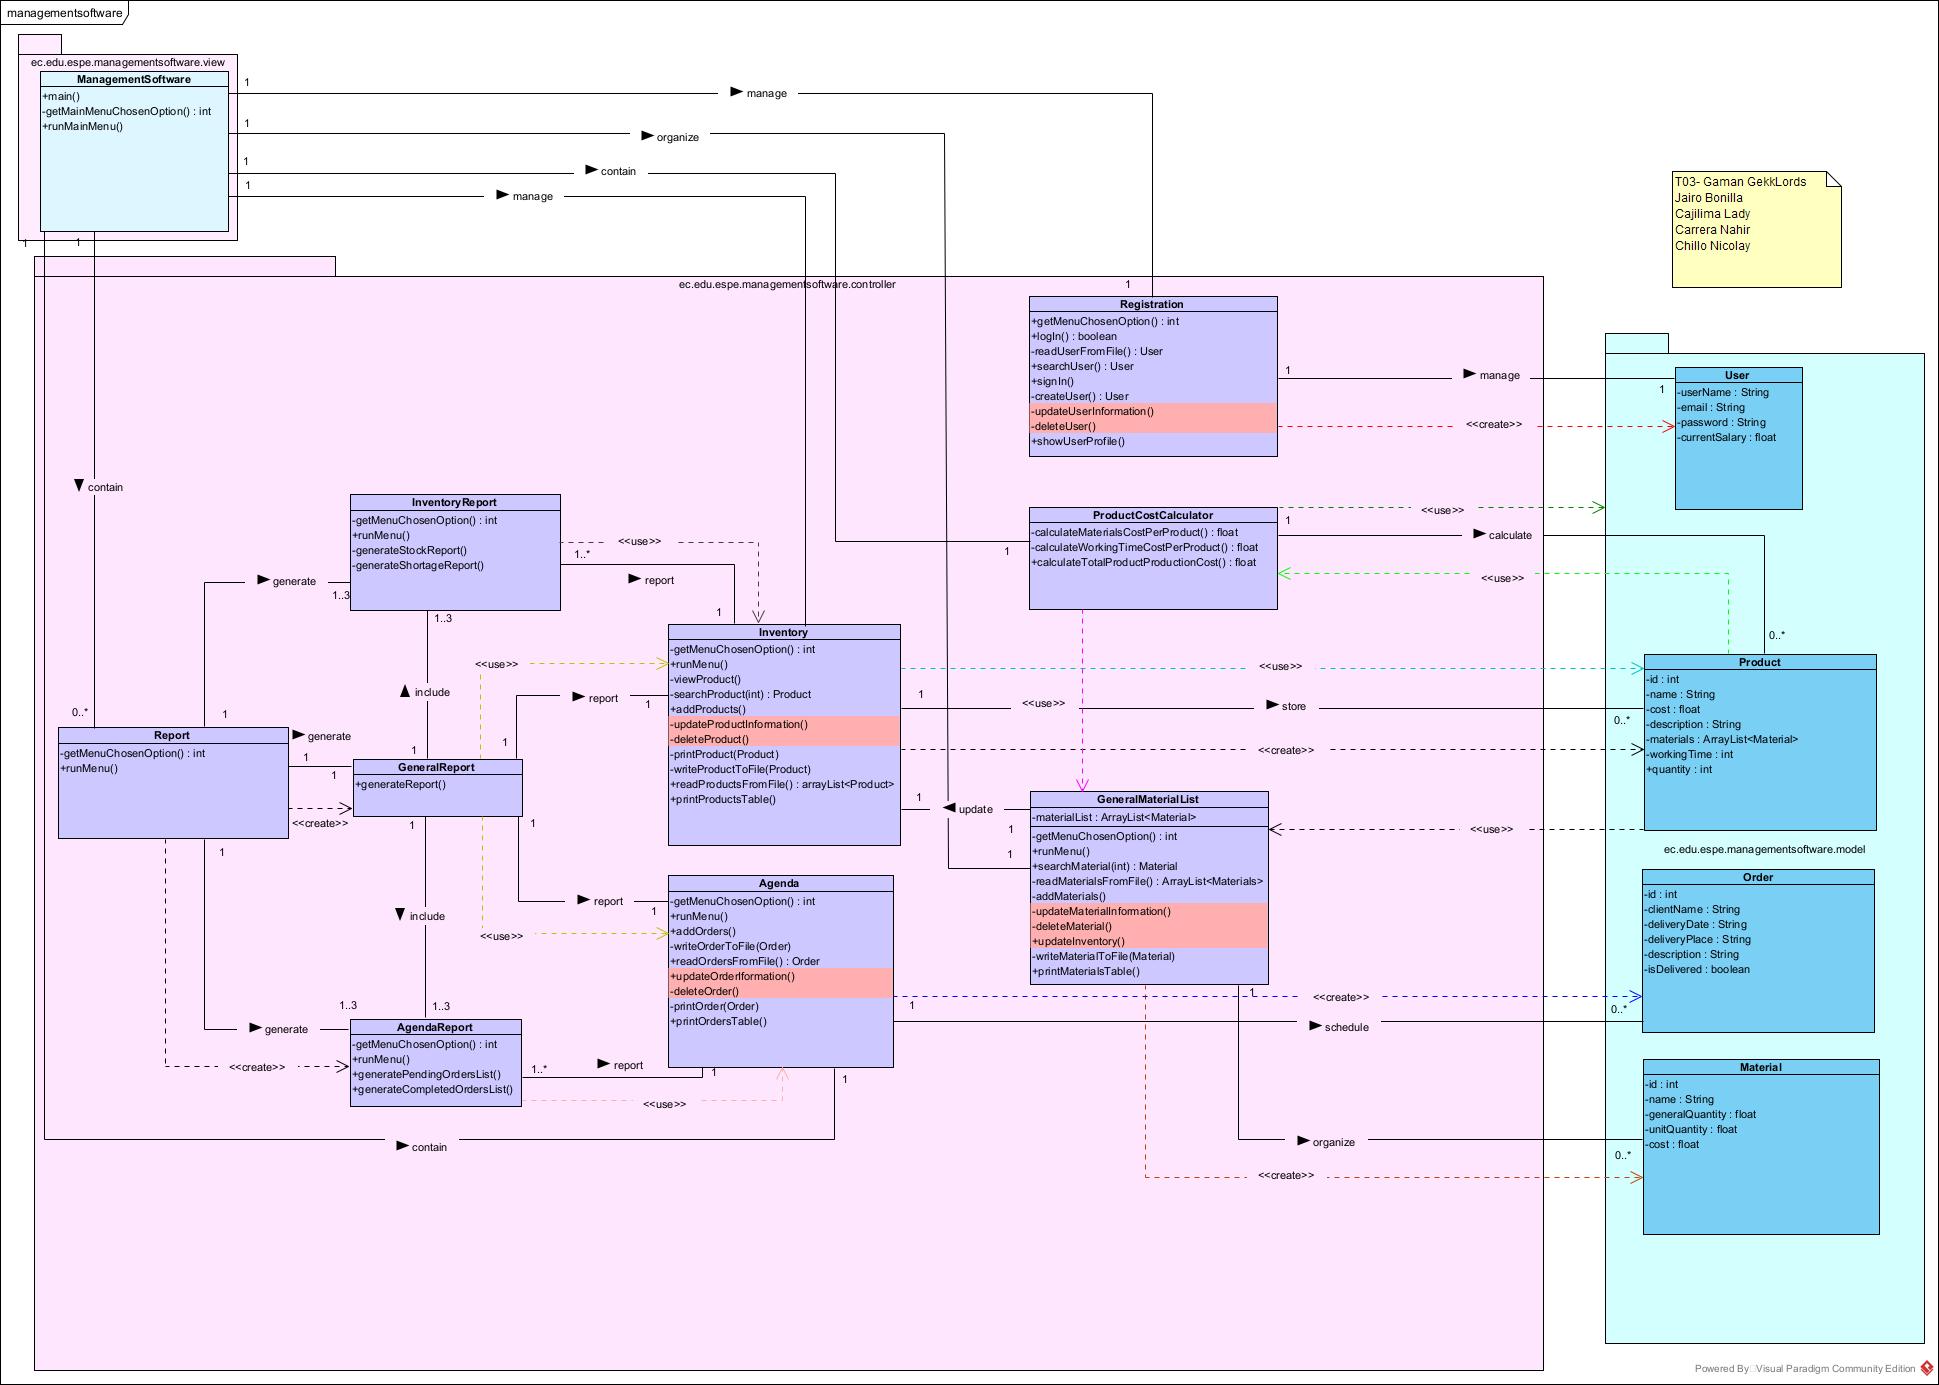 managementsoftware
ec.edu.espe.managementsoftware.view
ManagementSoftware
+main()
-getMainMenuChosenOption() : int
+runMainMenu()
1
manage
1
organize
1
contain
1
manage
1
1
T03- Gaman GekkLords
Jairo Bonilla
Cajilima Lady
Carrera Nahir
Chillo Nicolay
ec.edu.espe.managementsoftware.controller
1
Registration
+getMenuChosenOption() : int
+logIn() : boolean
-readUserFromFile() : User
+searchUser() : User
+signIn()
-createUser() : User
-updateUserInformation()
-deleteUser()
+showUserProfile()
1
manage
1
<<create>>
User
-userName : String
-email : String
-password : String
-currentSalary : float
contain
0..*
InventoryReport
-getMenuChosenOption() : int
+runMenu()
-generateStockReport()
-generateShortageReport()
<<use>>
1..*
report
1
generate
1..3
1..3
ProductCostCalculator
-calculateMaterialsCostPerProduct() : float
-calculateWorkingTimeCostPerProduct() : float
+calculateTotalProductProductionCost() : float
1
1
<<use>>
calculate
<<use>>
0..*
Inventory
-getMenuChosenOption() : int
+runMenu()
-viewProduct()
-searchProduct(int) : Product
+addProducts()
-updateProductInformation()
-deleteProduct()
-printProduct(Product)
-writeProductToFile(Product)
+readProductsFromFile() : arrayList<Product>
+printProductsTable()
<<use>>
report
1
1
include
1
1
<<use>>
1
<<use>>
store
0..*
<<create>>
Product
-id : int
-name : String
-cost : float
-description : String
-materials : ArrayList<Material>
-workingTime : int
+quantity : int
Report
-getMenuChosenOption() : int
+runMenu()
generate
1
1
<<create>>
GeneralReport
+generateReport()
1
1
1
1
update
1
1
GeneralMaterialList
-materialList : ArrayList<Material>
-getMenuChosenOption() : int
+runMenu()
+searchMaterial(int) : Material
-readMaterialsFromFile() : ArrayList<Materials>
-addMaterials()
-updateMaterialInformation()
-deleteMaterial()
+updateInventory()
-writeMaterialToFile(Material)
+printMaterialsTable()
<<use>>
ec.edu.espe.managementsoftware.model
Order
-id : int
-clientName : String
-deliveryDate : String
-deliveryPlace : String
-description : String
-isDelivered : boolean
Agenda
-getMenuChosenOption() : int
+runMenu()
+addOrders()
-writeOrderToFile(Order)
+readOrdersFromFile() : Order
+updateOrderIformation()
-deleteOrder()
-printOrder(Order)
+printOrdersTable()
report
1
include
<<use>>
1
<<create>>
1
schedule
0..*
1..3
1..3
generate
AgendaReport
-getMenuChosenOption() : int
+runMenu()
+generatePendingOrdersList()
+generateCompletedOrdersList()
<<create>>
1..*
report
1
1
<<use>>
contain
Material
-id : int
-name : String
-generalQuantity : float
-unitQuantity : float
-cost : float
organize
0..*
<<create>>
Powered By Visual Paradigm Community Edition